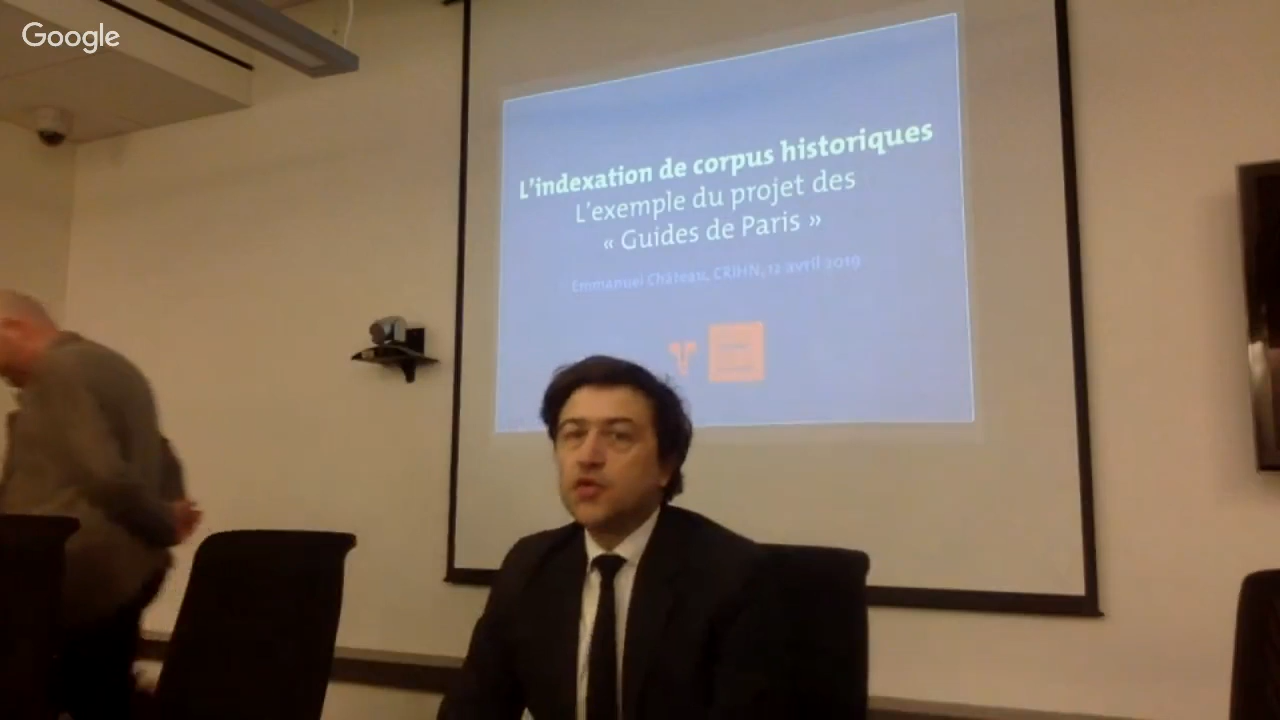 Google
L'indexation de corpus historiques
L'exemple du projet des
« Guides de Paris »
Emmanuel Château, CRIHN, 12 avril 2019